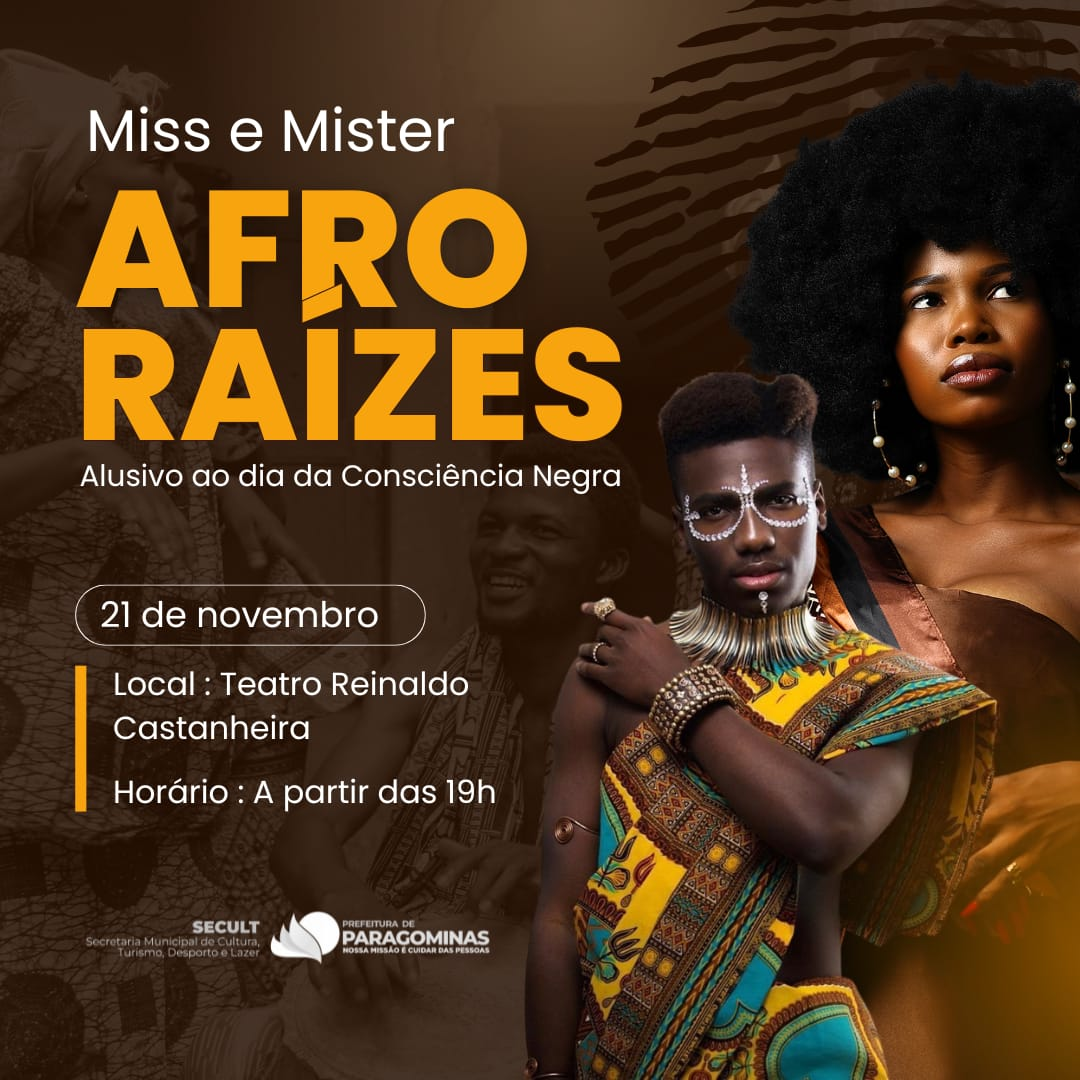 Miss e Mister
AFRO
RAÍZES
Alusivo ao dia da Consciência Negra
21 de novembro
Local : Teatro Reinaldo
Castanheira
Horário : A partir das 19h
SECULT
Secretaria Municipal de Cultura,
Turismo, Desporto e Lazer
PREFEITURA DE
PARAGOMINAS
NOSSA MISSÃO É CUIDAR DAS PESSOAS